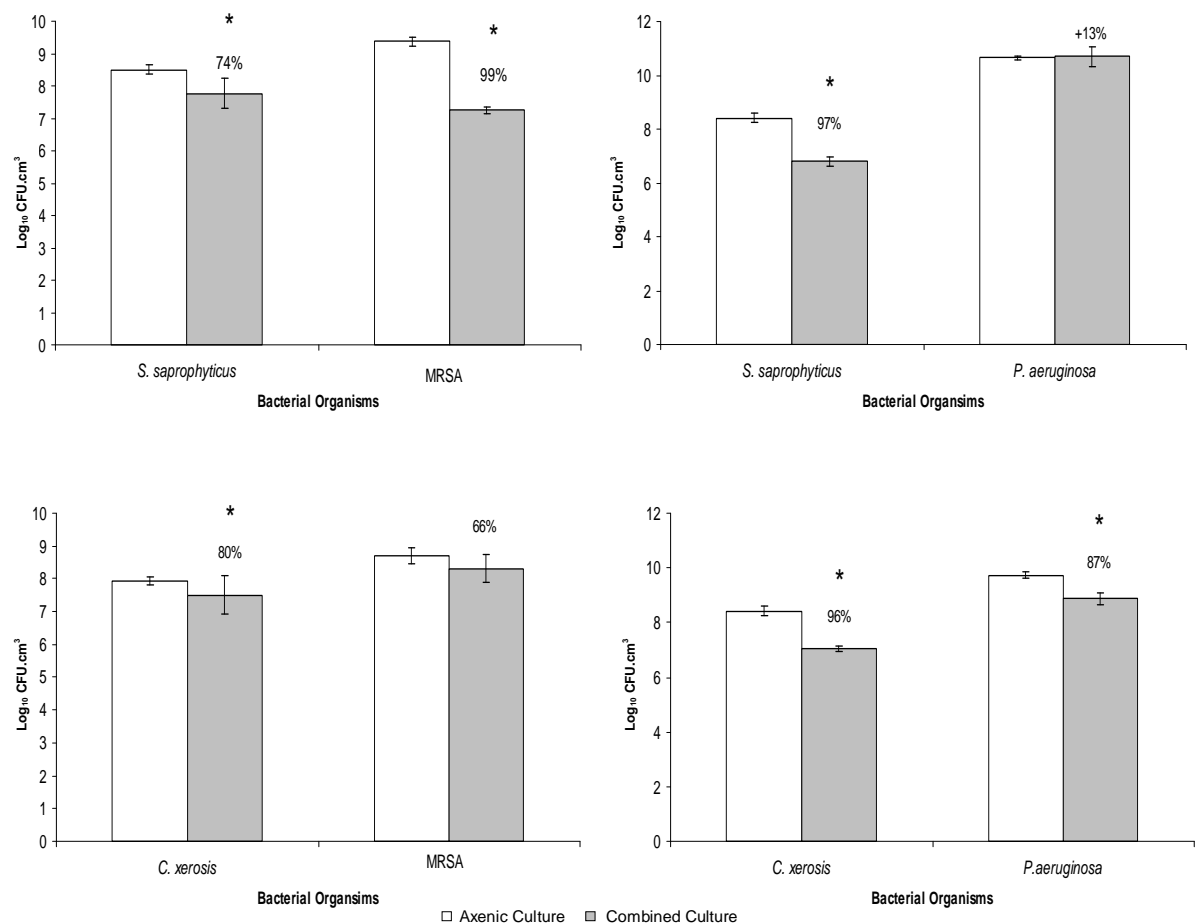 10
9
8
7
6
5
4
3
2
1
0
Log₁₀ CFU.cm³
*
74%
*
99%
S. saprophyticus
MRSA
Bacterial Organisms
12
10
8
6
4
2
0
Log₁₀ CFU.cm³
*
97%
+13%
S. saprophyticus
P. aeruginosa
Bacterial Organsims
10
9
8
7
6
5
4
3
2
1
0
Log₁₀ CFU.cm³
*
80%
66%
C. xerosis
MRSA
Bacterial Organisms
12
10
8
6
4
2
0
Log₁₀ CFU.cm³
*
96%
*
87%
C. xerosis
P.aeruginosa
Bacterial Organisms
Axenic Culture
Combined Culture